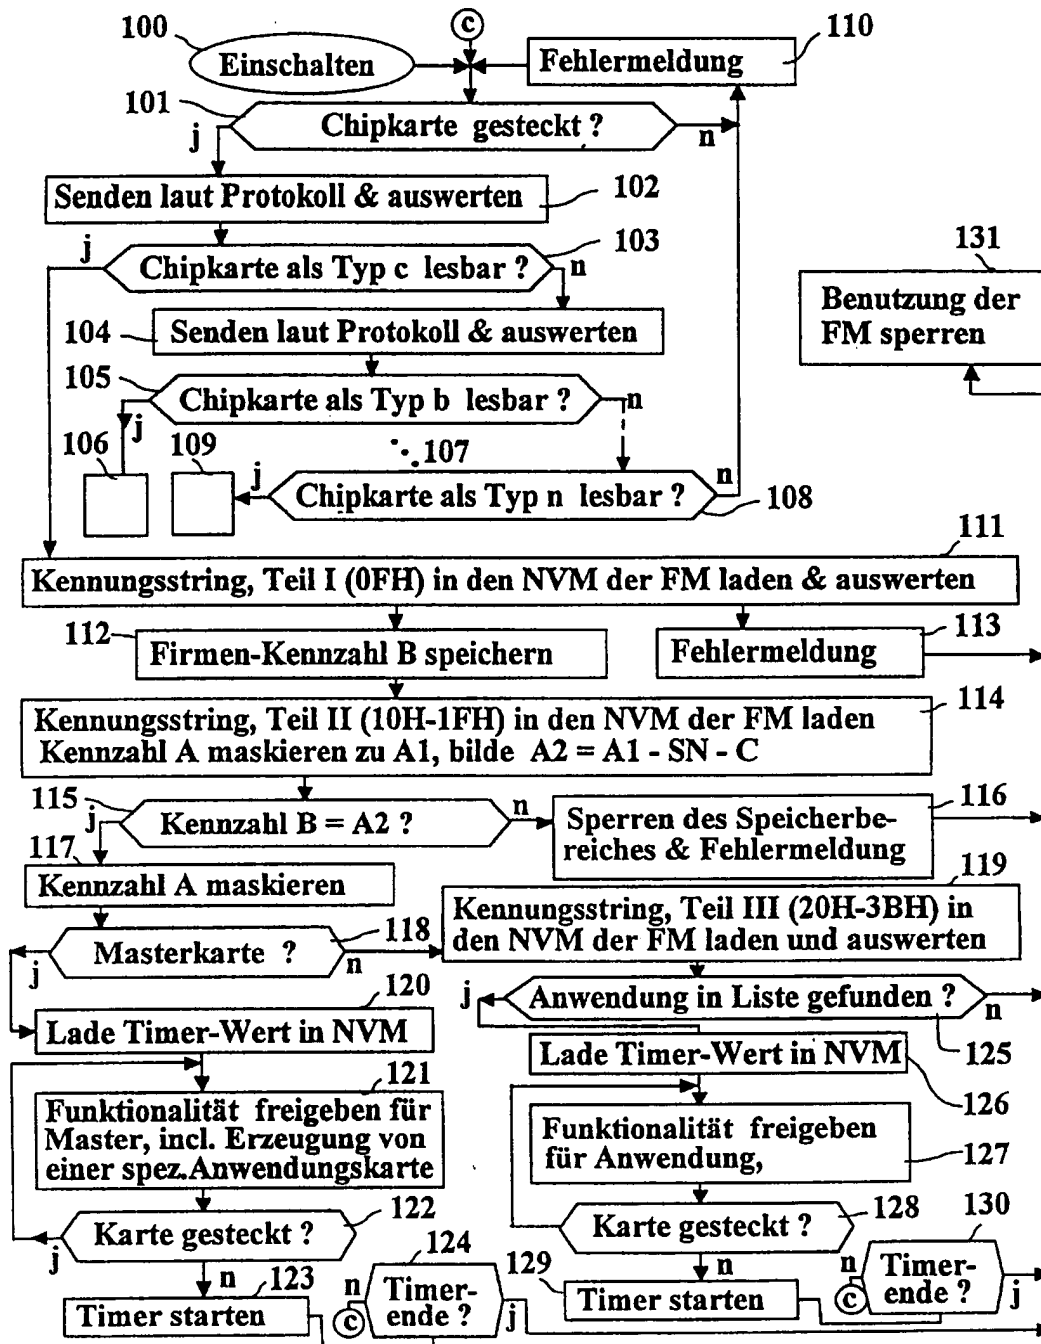 100
c
110
Einschalten
Fehlermeldung
101
Chipkarte gesteckt ?
j
n
Senden laut Protokoll & auswerten
102
j
103
Chipkarte als Typ c lesbar ?
n
131
Benutzung der
FM sperren
104
Senden laut Protokoll & auswerten
105
Chipkarte als Typ b lesbar ?
n
j
106
109
107
j
n
Chipkarte als Typ n lesbar ?
108
111
Kennungsstring, Teil I (0FH) in den NVM der FM laden & auswerten
112
113
Firmen-Kennzahl B speichern
Fehlermeldung
114
Kennungsstring, Teil II (10H-1FH) in den NVM der FM laden
Kennzahl A maskieren zu A1, bilde A2 = A1 - SN - C
115
j
Kennzahl B = A2 ?
n
116
Sperren des Speicherbe-
reiches & Fehlermeldung
117
Kennzahl A maskieren
119
Kennungsstring, Teil III (20H-3BH) in
den NVM der FM laden und auswerten
118
Masterkarte ?
j
n
120
Lade Timer-Wert in NVM
j
Anwendung in Liste gefunden ?
n
125
Lade Timer-Wert in NVM
126
121
Funktionalität freigeben für
Master, incl. Erzeugung von
einer spez.Anwendungskarte
Funktionalität freigeben
für Anwendung,
127
122
Karte gesteckt ?
j
n
128
Karte gesteckt ?
n
130
123
Timer starten
124
n
c
Timer-
ende ?
j
129
Timer starten
n
c
Timer-
ende ?
j